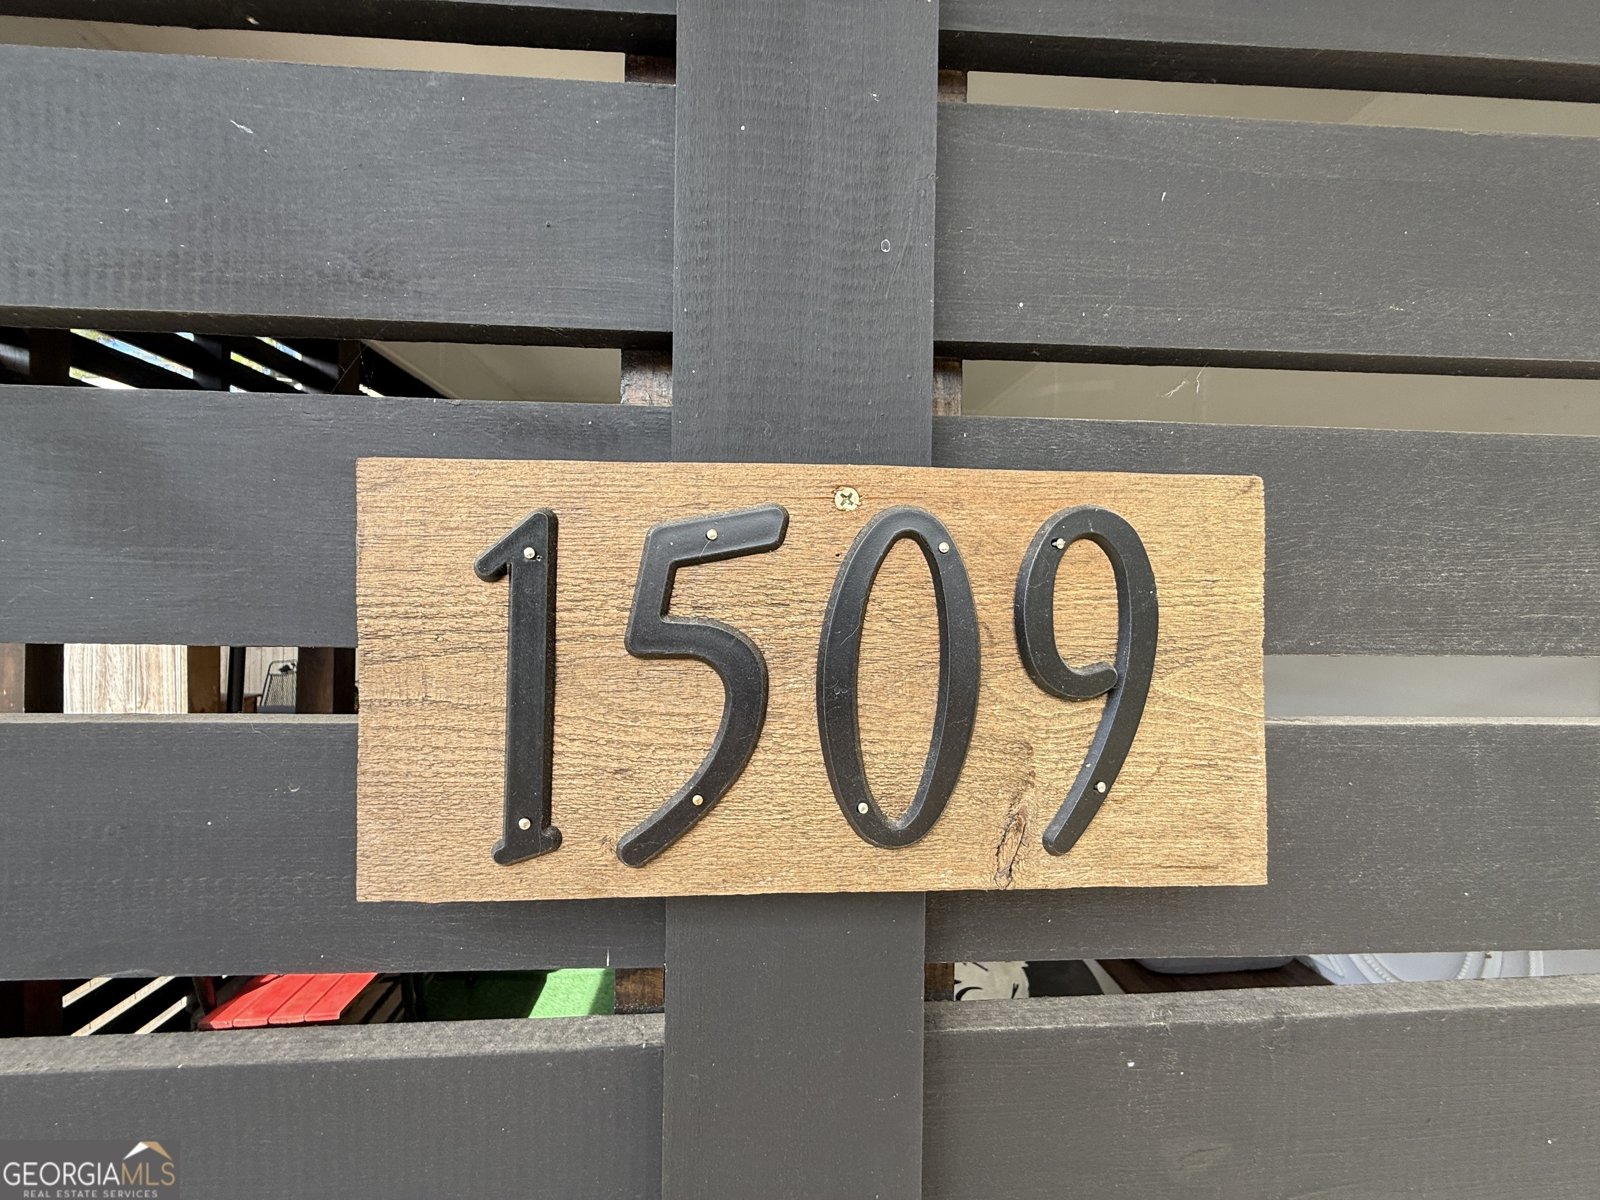 1509
GEORGIAMLS
REAL ESTATE SERVICES